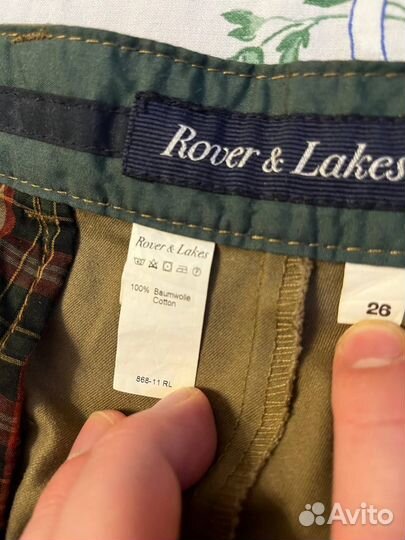 Rover & Lakes
Rover & Lakes
100% Baumwolle
Cotton
868-11 RL
26
Avito